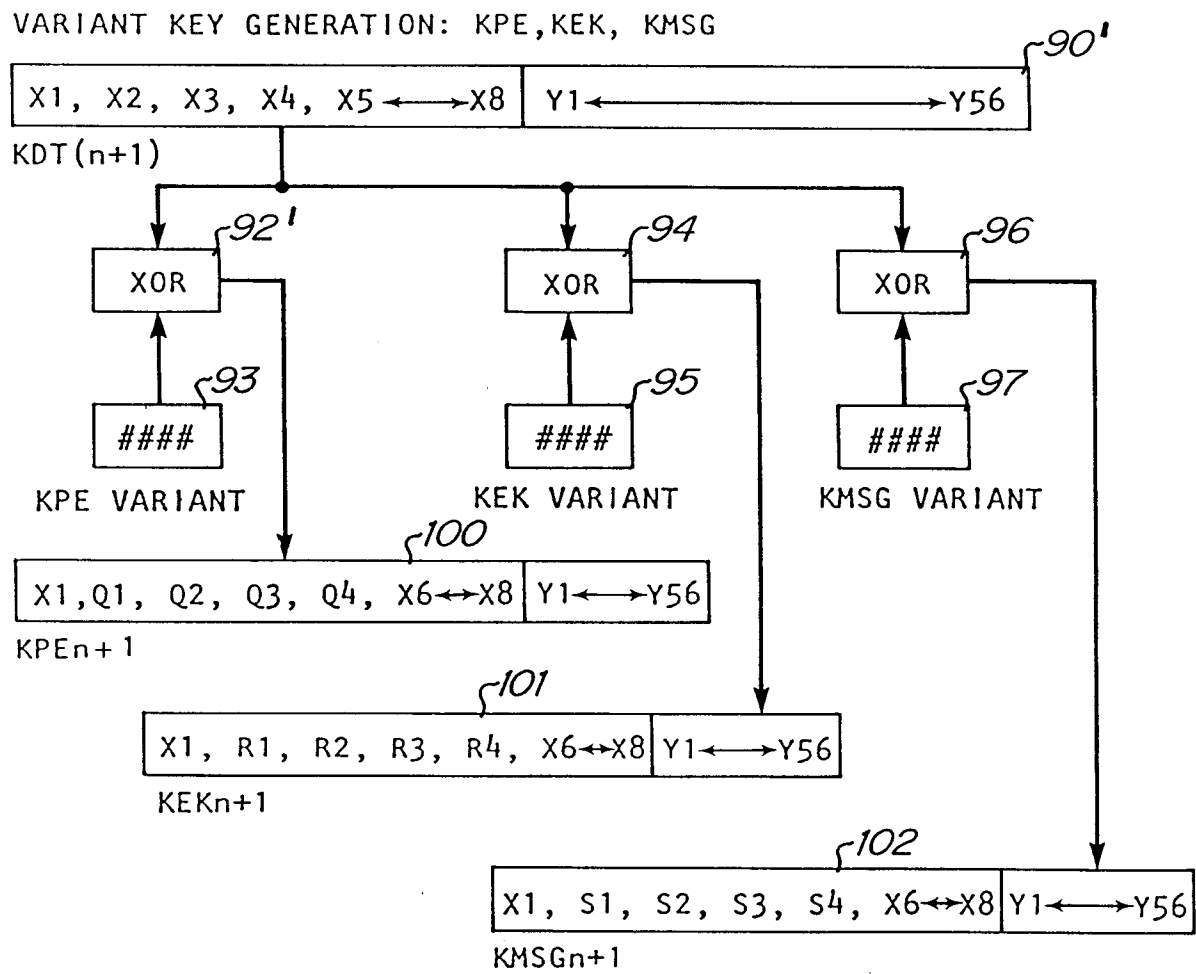 VARIANT KEY GENERATION: KPE,KEK, KMSG
90'
X1, X2, X3, X4, X5 ⟷ X8 Y1 ⟷ Y56
KDT(n+1)
92' 94 96
XOR XOR XOR
93 95 97
#### #### ####
KPE VARIANT KEK VARIANT KMSG VARIANT
100
X1,Q1, Q2, Q3, Q4, X6↔X8 Y1⟷Y56
KPEn+1
101
X1, R1, R2, R3, R4, X6↔X8 Y1⟷Y56
KEKn+1
102
X1, S1, S2, S3, S4, X6↔X8 Y1⟷Y56
KMSGn+1